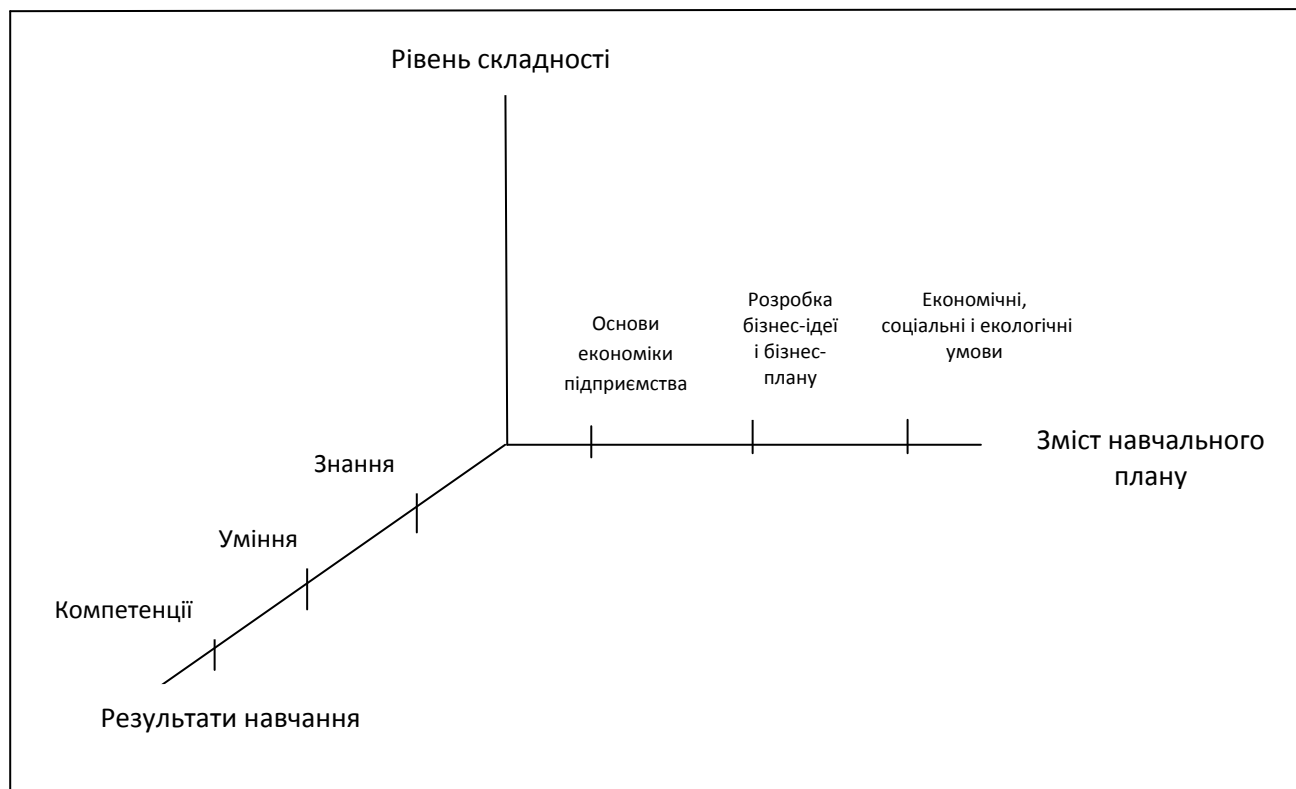 Рівень складності
Основи
економіки
підприємства
Розробка
бізнес-ідеї
і бізнес-
плану
Економічні,
соціальні і екологічні
умови
Зміст навчального
плану
Знання
Уміння
Компетенції
Результати навчання